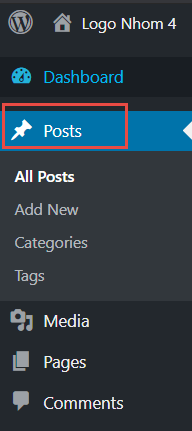 Logo Nhom 4
Dashboard
Posts
All Posts
Add New
Categories
Tags
Media
Pages
Comments